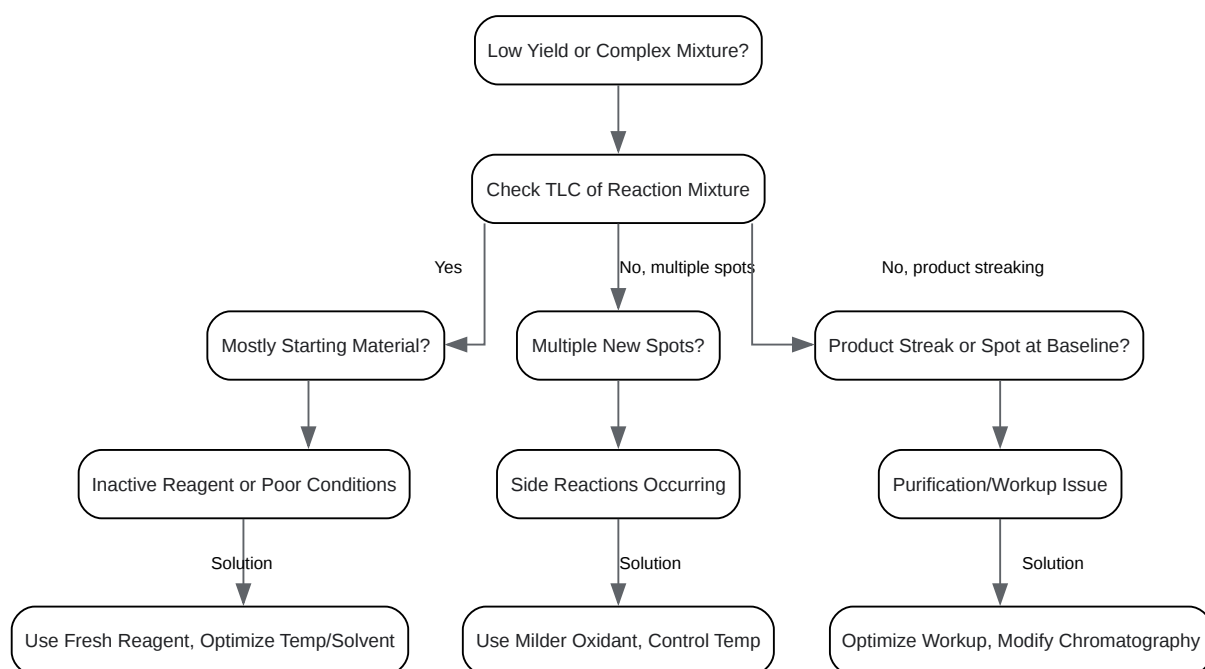 Low Yield or Complex Mixture?
Check TLC of Reaction Mixture
Yes
No, multiple spots
No, product streaking
Mostly Starting Material?
Multiple New Spots?
Product Streak or Spot at Baseline?
Inactive Reagent or Poor Conditions
Side Reactions Occurring
Purification/Workup Issue
Solution
Solution
Solution
Use Fresh Reagent, Optimize Temp/Solvent
Use Milder Oxidant, Control Temp
Optimize Workup, Modify Chromatography